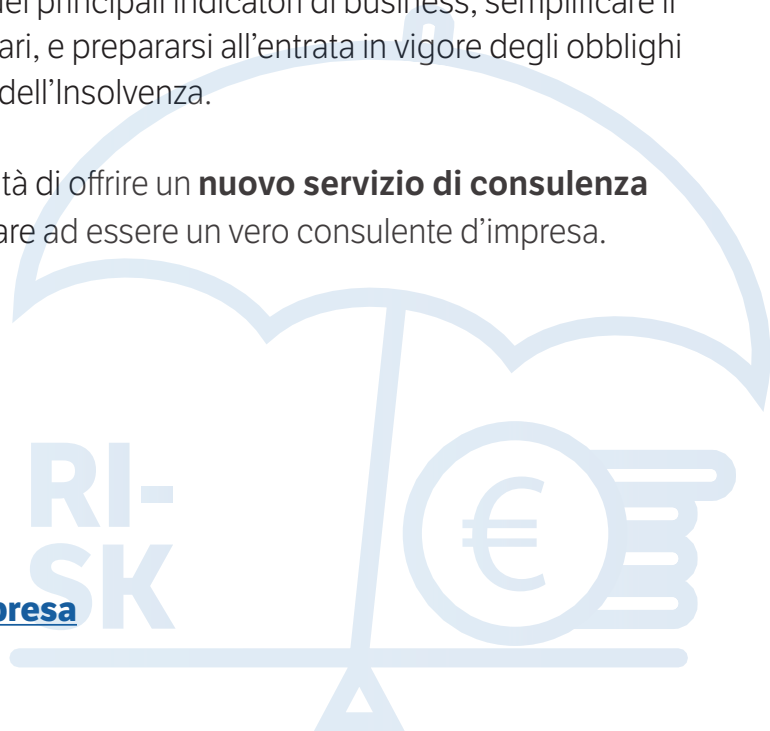 dei principali indicatori di business, semplificare il
ari, e prepararsi all’entrata in vigore degli obblighi
dell’Insolvenza.
tà di offrire un nuovo servizio di consulenza
are ad essere un vero consulente d’impresa.
RI-
SK
€
presa